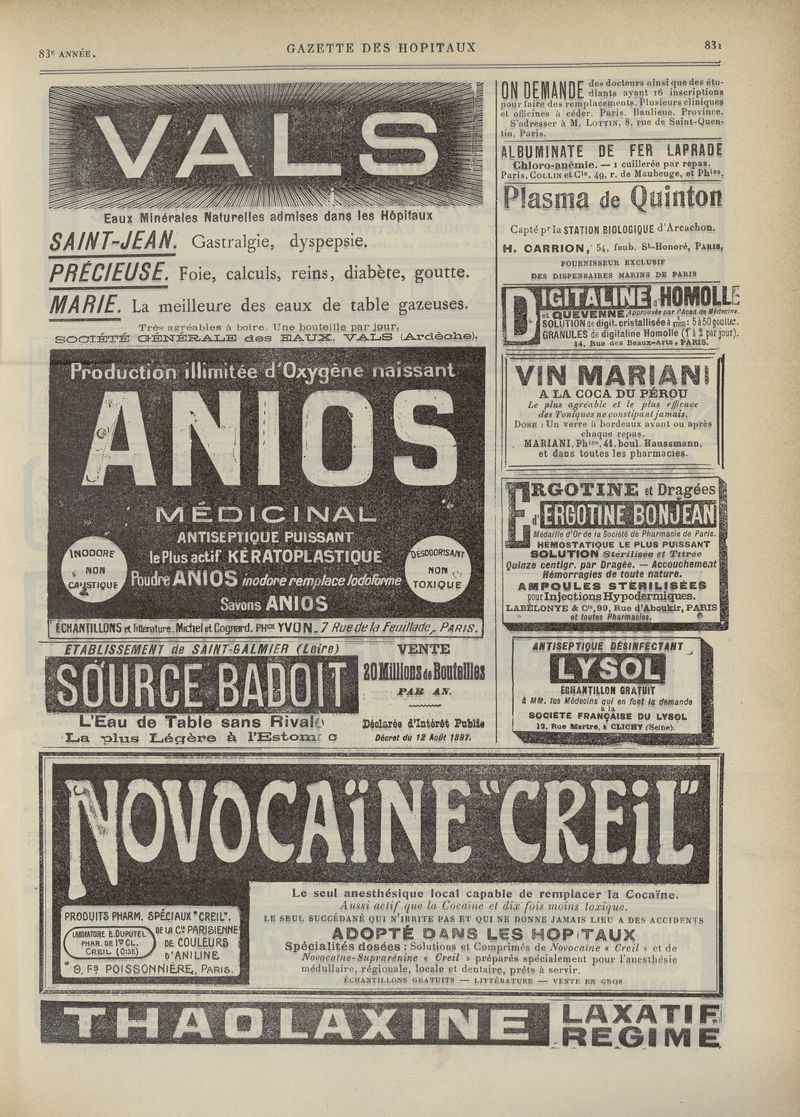 83e ANNÉE.
GAZETTE DES HOPITAUX
831
VALS
Eaux Minérales Naturelles admises dans les Hôpitaux
SAINT-JEAN. Gastralgie, dyspepsie.
PRÉCIEUSE. Foie, calculs, reins, diabète, goutte.
MARIE. La meilleure des eaux de table gazeuses.
Très agréables à boire. Une bouteille par jour.
SOCIÉTÉ GÉNÉRALE des EAUX, VALS (Ardèche).
Production illimitée d'Oxygène naissant
ANIOS
MÉDICINAL
ANTISEPTIQUE PUISSANT
le Plus actif KÉRATOPLASTIQUE
Poudre ANIOS inodore remplace Iodoforme
Savons ANIOS
INODORE
NON
CAUSTIQUE
DÉSODORISANT
NON
TOXIQUE
ÉCHANTILLONS et littérature. Michel et Cognard. PHcie YVON_7 Rue de la Feuillade, PARIS.
ETABLISSEMENT de SAINT-GALMIER (Loire)
SOURCE BADOIT
L'Eau de Table sans Rivale
La plus Légère à l'Estomac
VENTE
20 Millions de Bouteilles
PAR AN.
Déclarée d'Intérêt Public
Décret du 12 Août 1897.
ON DEMANDE des docteurs ainsi que des étu-
diants ayant 16 inscriptions
pour faire des remplacements. Plusieurs cliniques
et officines à céder. Paris. Banlieue. Province.
S'adresser à M. LOTTIN, 8, rue de Saint-Quen-
tin, Paris.
ALBUMINATE DE FER LAPRADE
Chloro-anémie. — 1 cuillerée par repas.
Paris, COLLIN et Cie, 49, r. de Maubeuge, et Phies.
Plasma de Quinton
Capté pr la STATION BIOLOGIQUE d'Arcachon.
H. CARRION, 54, faub. St-Honoré, PARIS,
FOURNISSEUR EXCLUSIF
DES DISPENSAIRES MARINS DE PARIS
DIGITALINE d'HOMOLLE
et QUEVENNE Approuvée par l'Acad. de Médecine.
SOLUTION de digit. cristallisée à 1/1000: 5 à 50 gouttes.
GRANULES de digitaline Homolle (1 à 2 par jour).
14, Rue des Beaux-Arts, PARIS.
VIN MARIANI
A LA COCA DU PÉROU
Le plus agréable et le plus efficace
des Toniques ne constipant jamais.
DOSE : Un verre à bordeaux avant ou après
chaque repas.
MARIANI, Phien, 41, boul. Haussmann,
et dans toutes les pharmacies.
ERGOTINE et Dragées
d'ERGOTINE BONJEAN
Médaille d'Or de la Société de Pharmacie de Paris.
HÉMOSTATIQUE LE PLUS PUISSANT
SOLUTION Stérilisée et Titrée
Quinze centigr. par Dragée. — Accouchement
Hémorragies de toute nature.
AMPOULES STÉRILISÉES
pour Injections Hypodermiques.
LABÉLONYE & Cie, 99, Rue d'Aboukir, PARIS
et toutes Pharmacies.
ANTISEPTIQUE DÉSINFECTANT
LYSOL
ÉCHANTILLON GRATUIT
à MM. les Médecins qui en font la demande
à la
SOCIÉTÉ FRANÇAISE DU LYSOL
12, Rue Martre, à CLICHY (Seine).
NOVOCAÏNE "CREIL"
Le seul anesthésique local capable de remplacer la Cocaïne.
Aussi actif que la Cocaïne et dix fois moins toxique.
LE SEUL SUCCÉDANÉ QUI N'IRRITE PAS ET QUI NE DONNE JAMAIS LIEU A DES ACCIDENTS
ADOPTÉ DANS LES HOPITAUX
Spécialités dosées : Solutions et Comprimés de Novocaïne « Creil » et de
Novocaïne-Suprarénine « Creil » préparés spécialement pour l'anesthésie
médullaire, régionale, locale et dentaire, prêts à servir.
ÉCHANTILLONS GRATUITS — LITTÉRATURE — VENTE EN GROS
PRODUITS PHARM. SPÉCIAUX "CREIL".
LABORATOIRE E. DUPUTEL
PHAR. DE 1re CL.
CREIL (OISE)
DE LA Cie PARISIENNE
DE COULEURS
D'ANILINE
9, Fg POISSONNIÈRE, PARIS.
THAOLAXINE LAXATIF
REGIME